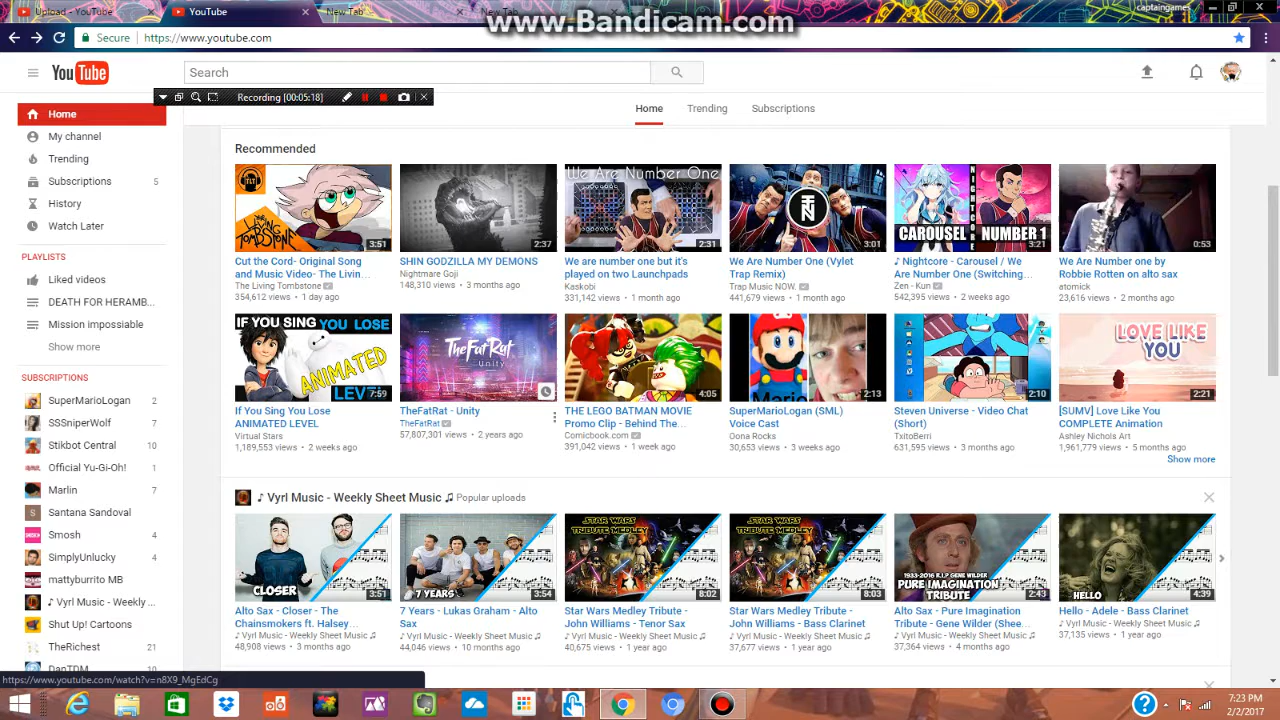 www.Bandicam.com
Upload - YouTube
YouTube
New Tab
New Tab
captaingames
Secure
https://www.youtube.com
YouTube
Search
Recording [00:05:18]
Home
Trending
Subscriptions
Home
My channel
Trending
Subscriptions 5
History
Watch Later
PLAYLISTS
Liked videos
DEATH FOR HERAMB...
Mission impossiable
Show more
SUBSCRIPTIONS
SuperMarioLogan 2
SSSniperWolf 7
Stikbot Central 10
Official Yu-Gi-Oh! 1
Marlin 7
Santana Sandoval
Smosh 4
SimplyUnlucky 4
mattyburrito MB
♪ Vyrl Music - Weekly ...
Shut Up! Cartoons
TheRichest 21
DanTDM 10
Recommended
TLT
THE LIVING TOMBSTONE
3:51
2:37
We Are Number One
2:31
3:01
NIGHTCORE
CAROUSEL / NUMBER 1
3:21
0:53
Cut the Cord- Original Song
and Music Video- The Livin...
The Living Tombstone
354,612 views • 1 day ago
SHIN GODZILLA MY DEMONS
Nightmare Goji
148,310 views • 3 months ago
We are number one but it's
played on two Launchpads
Kaskobi
331,142 views • 1 month ago
We Are Number One (Vylet
Trap Remix)
Trap Music NOW.
441,679 views • 1 month ago
♪ Nightcore - Carousel / We
Are Number One (Switching...
Zen - Kun
542,395 views • 2 weeks ago
We Are Number One by
Robbie Rotten on alto sax
atomick
23,616 views • 2 months ago
IF YOU SING YOU LOSE
ANIMATED
LEVEL
7:59
TheFatRat
Unity
4:05
Mario
2:13
2:10
LOVE LIKE
YOU
2:21
If You Sing You Lose
ANIMATED LEVEL
Virtual Stars
1,189,553 views • 2 weeks ago
TheFatRat - Unity
TheFatRat
57,807,301 views • 2 years ago
THE LEGO BATMAN MOVIE
Promo Clip - Behind The...
Comicbook.com
391,042 views • 1 week ago
SuperMarioLogan (SML)
Voice Cast
Oona Rocks
30,653 views • 3 weeks ago
Steven Universe - Video Chat
(Short)
TxitoBerri
631,595 views • 3 months ago
[SUMV] Love Like You
COMPLETE Animation
Ashley Nichols Art
1,961,779 views • 5 months ago
Show more
♪ Vyrl Music - Weekly Sheet Music ♫ Popular uploads
CLOSER
3:51
7 YEARS
3:54
STAR WARS
TRIBUTE MEDLEY
8:02
STAR WARS
TRIBUTE MEDLEY
8:03
1933-2016 R.I.P GENE WILDER
PURE IMAGINATION
TRIBUTE
2:43
HELLO
4:39
Alto Sax - Closer - The
Chainsmokers ft. Halsey...
♪ Vyrl Music - Weekly Sheet Music ♫
48,908 views • 3 months ago
7 Years - Lukas Graham - Alto
Sax
♪ Vyrl Music - Weekly Sheet Music ♫
44,046 views • 10 months ago
Star Wars Medley Tribute -
John Williams - Tenor Sax
♪ Vyrl Music - Weekly Sheet Music ♫
40,675 views • 1 year ago
Star Wars Medley Tribute -
John Williams - Bass Clarinet
♪ Vyrl Music - Weekly Sheet Music ♫
37,677 views • 1 year ago
Alto Sax - Pure Imagination
Tribute - Gene Wilder (Shee...
♪ Vyrl Music - Weekly Sheet Music ♫
37,364 views • 4 months ago
Hello - Adele - Bass Clarinet
♪ Vyrl Music - Weekly Sheet Music ♫
37,135 views • 1 year ago
https://www.youtube.com/watch?v=n8X9_MgEdCg
7:23 PM
2/2/2017